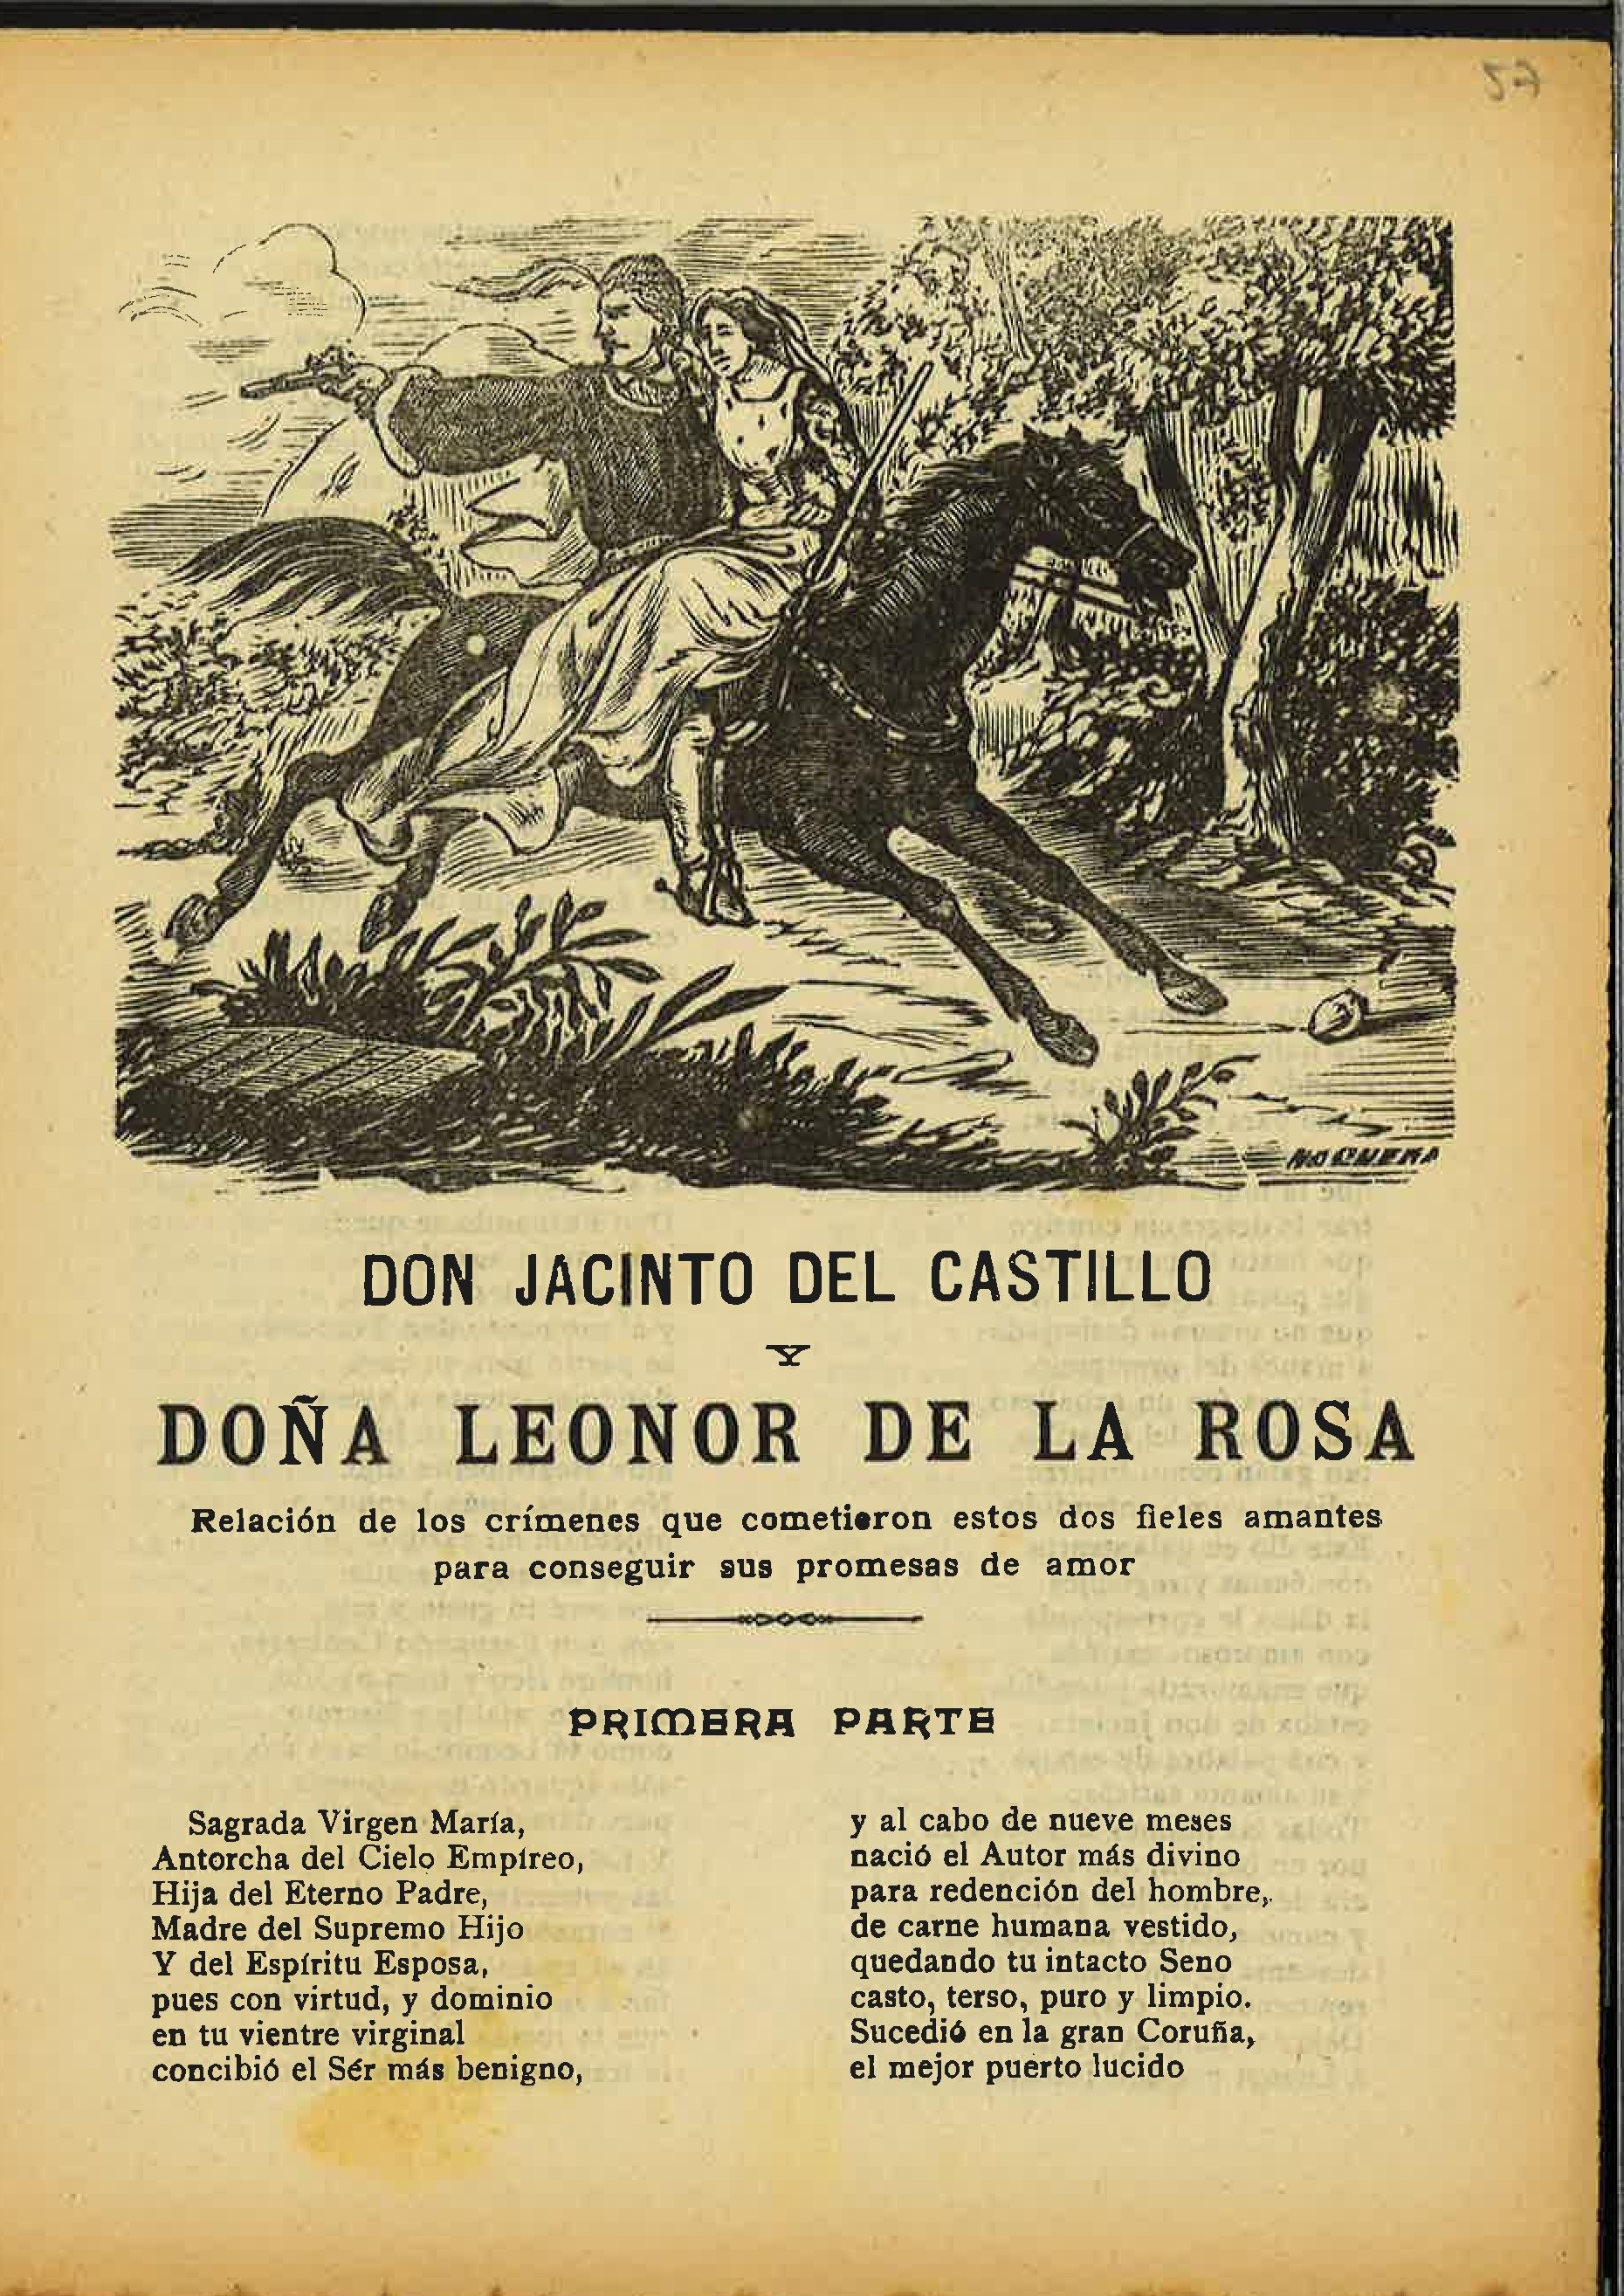 57
NOGUERA
DON JACINTO DEL CASTILLO
Y
DOÑA LEONOR DE LA ROSA
Relación de los crímenes que cometieron estos dos fieles amantes
para conseguir sus promesas de amor
PRIMERA PARTE
Sagrada Virgen María,
Antorcha del Cielo Empíreo,
Hija del Eterno Padre,
Madre del Supremo Hijo
Y del Espíritu Esposa,
pues con virtud, y dominio
en tu vientre virginal
concibió el Sér más benigno,
y al cabo de nueve meses
nació el Autor más divino
para redención del hombre,
de carne humana vestido,
quedando tu intacto Seno
casto, terso, puro y limpio.
Sucedió en la gran Coruña,
el mejor puerto lucido